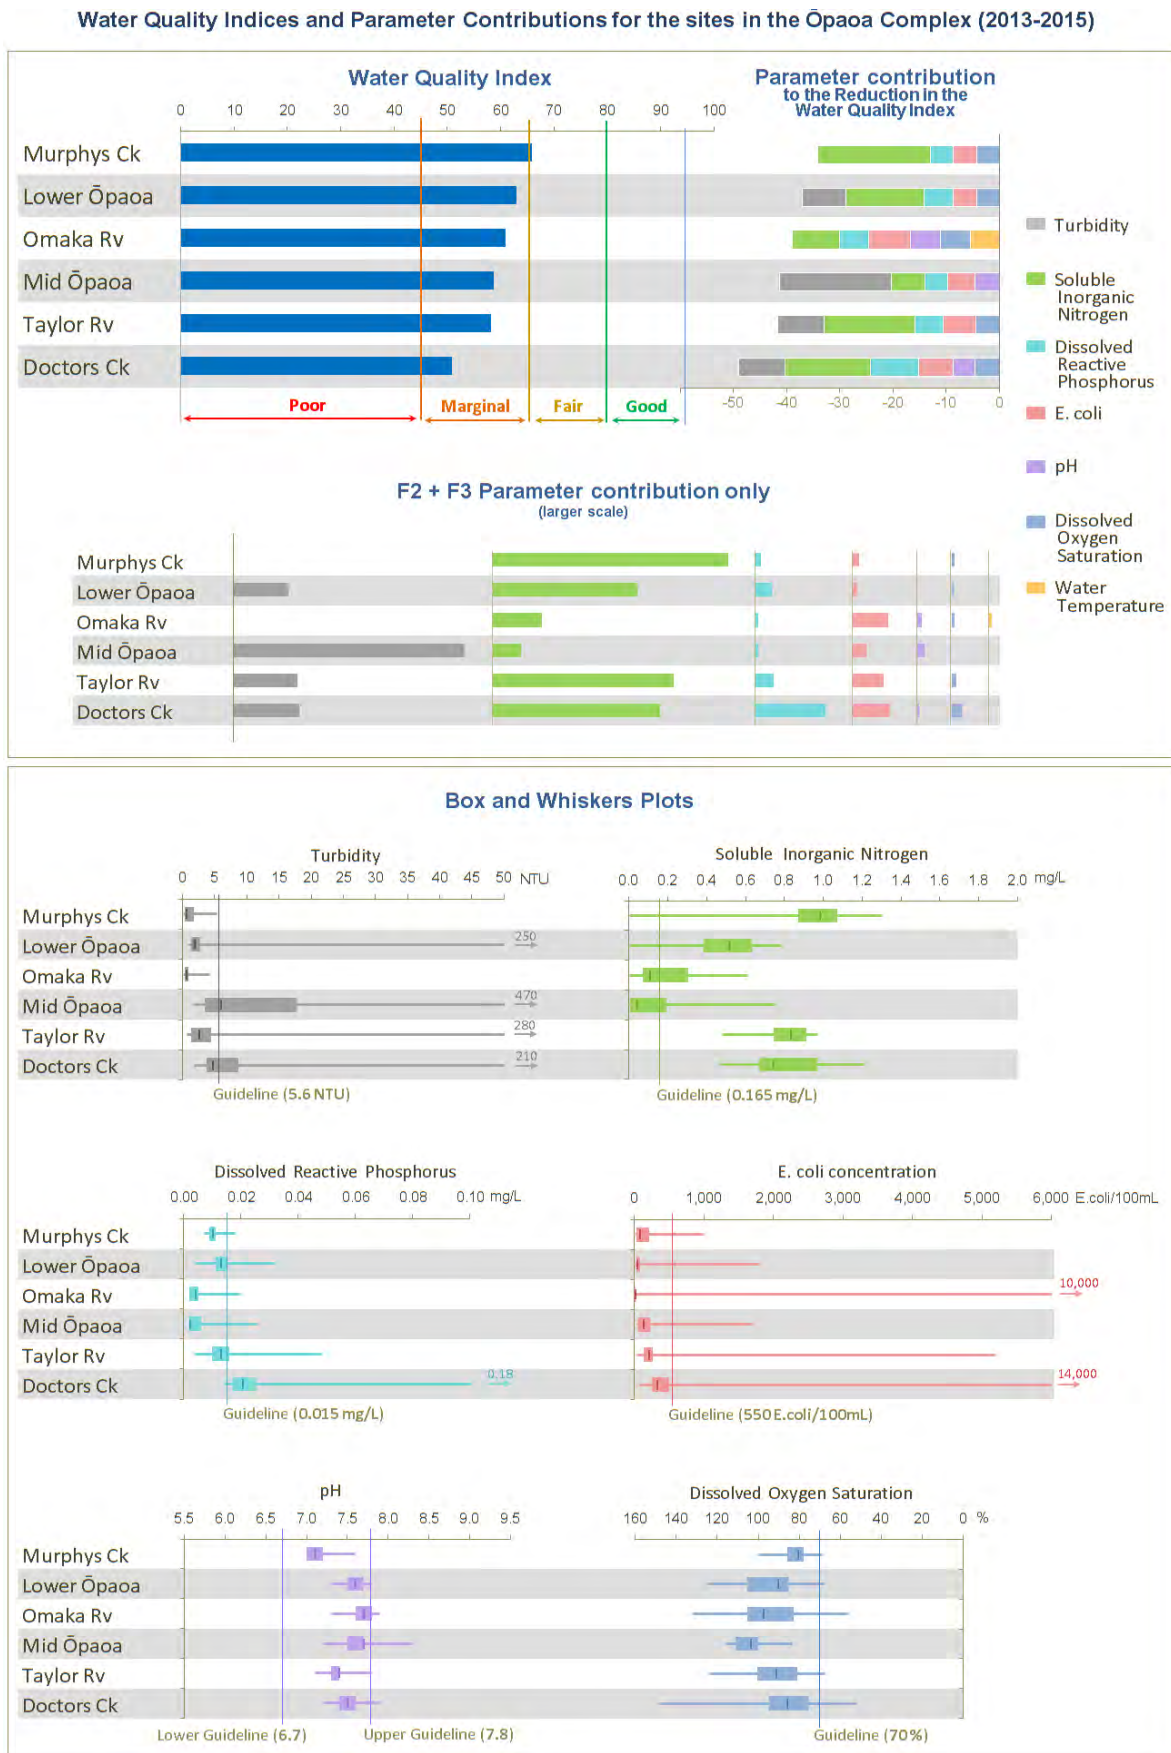 Water Quality Indices and Parameter Contributions for the sites in the Ōpaoa Complex (2013-2015)
Water Quality Index
Parameter contribution
to the Reduction in the
Water Quality Index
0 10 20 30 40 50 60 70 80 90 100
Murphys Ck
Lower Ōpaoa
Omaka Rv
Mid Ōpaoa
Taylor Rv
Doctors Ck
Poor Marginal Fair Good
-50 -40 -30 -20 -10 0
Turbidity
Soluble
Inorganic
Nitrogen
Dissolved
Reactive
Phosphorus
E. coli
pH
Dissolved
Oxygen
Saturation
Water
Temperature
F2 + F3 Parameter contribution only
(larger scale)
Murphys Ck
Lower Ōpaoa
Omaka Rv
Mid Ōpaoa
Taylor Rv
Doctors Ck
Box and Whiskers Plots
Turbidity
0 5 10 15 20 25 30 35 40 45 50 NTU
Murphys Ck
Lower Ōpaoa 250
Omaka Rv
Mid Ōpaoa 470
Taylor Rv 280
Doctors Ck 210
Guideline (5.6 NTU)
Soluble Inorganic Nitrogen
0.0 0.2 0.4 0.6 0.8 1.0 1.2 1.4 1.6 1.8 2.0 mg/L
Guideline (0.165 mg/L)
Dissolved Reactive Phosphorus
0.00 0.02 0.04 0.06 0.08 0.10 mg/L
Murphys Ck
Lower Ōpaoa
Omaka Rv
Mid Ōpaoa
Taylor Rv
Doctors Ck 0.18
Guideline (0.015 mg/L)
E. coli concentration
0 1,000 2,000 3,000 4,000 5,000 6,000 E.coli/100mL
10,000
14,000
Guideline (550 E.coli/100mL)
pH
5.5 6.0 6.5 7.0 7.5 8.0 8.5 9.0 9.5
Murphys Ck
Lower Ōpaoa
Omaka Rv
Mid Ōpaoa
Taylor Rv
Doctors Ck
Lower Guideline (6.7) Upper Guideline (7.8)
Dissolved Oxygen Saturation
160 140 120 100 80 60 40 20 0 %
Guideline (70%)